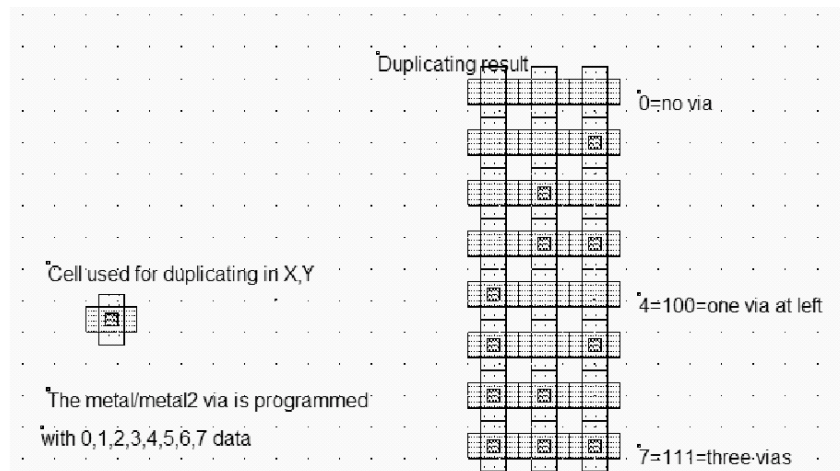 Duplicating result
0=no via
Cell used for duplicating in X,Y
4=100=one via at left
The metal/metal2 via is programmed
with 0,1,2,3,4,5,6,7 data
7=111=three vias